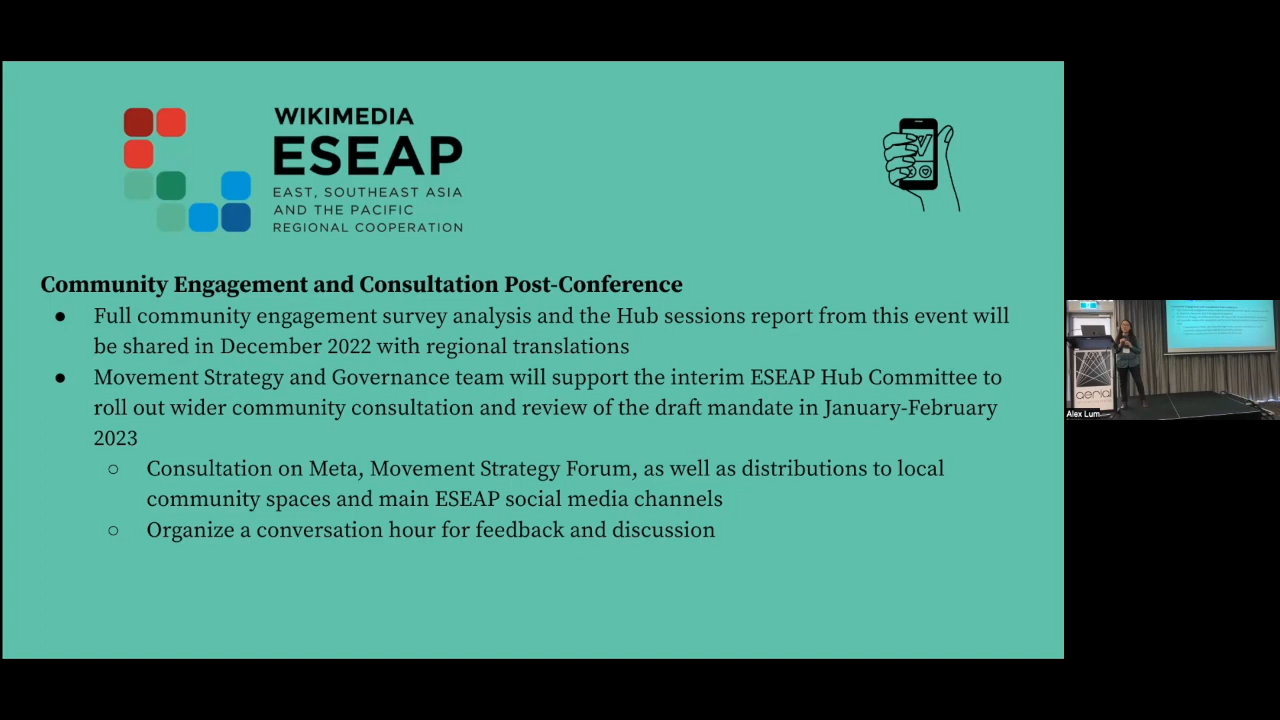 WIKIMEDIA
ESEAP
EAST, SOUTHEAST ASIA
AND THE PACIFIC
REGIONAL COOPERATION
Community Engagement and Consultation Post-Conference
● Full community engagement survey analysis and the Hub sessions report from this event will
be shared in December 2022 with regional translations
● Movement Strategy and Governance team will support the interim ESEAP Hub Committee to
roll out wider community consultation and review of the draft mandate in January-February
2023
○ Consultation on Meta, Movement Strategy Forum, as well as distributions to local
community spaces and main ESEAP social media channels
○ Organize a conversation hour for feedback and discussion
aerial
Alex Lum